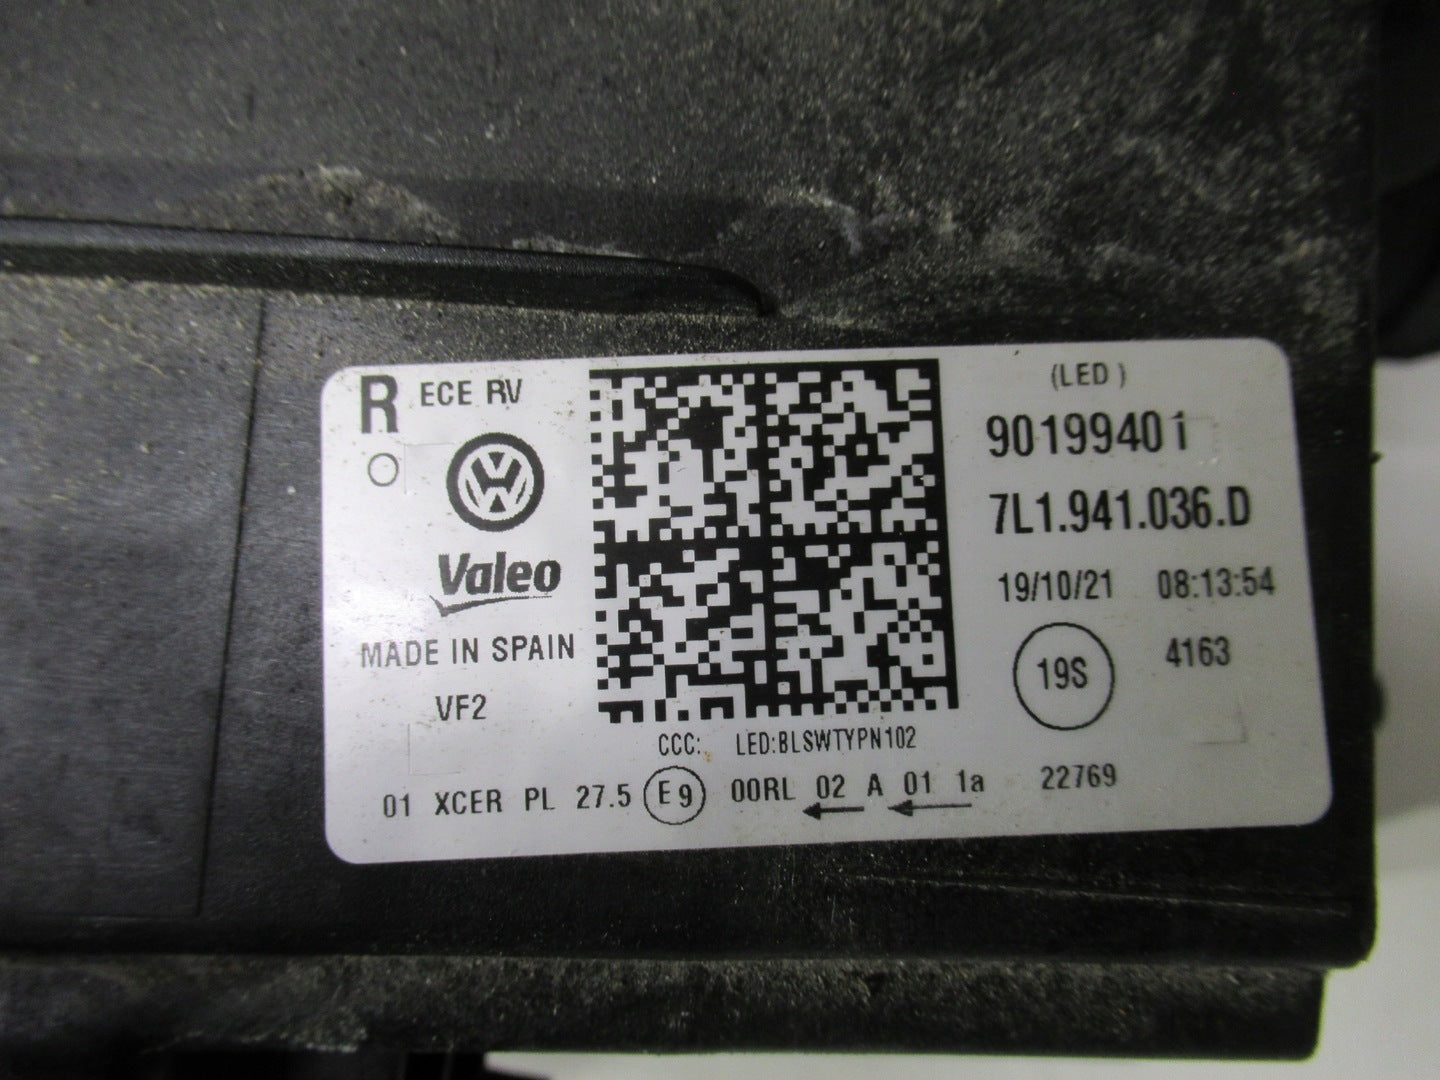 R ECE RV
Valeo
MADE IN SPAIN
VF2
(LED)
90199401
7L1.941.036.D
19/10/21 08:13:54
19S 4163
CCC: LED:BLSWTYPN102
01 XCER PL 27.5 E9 00RL 02 A 01 1a 22769